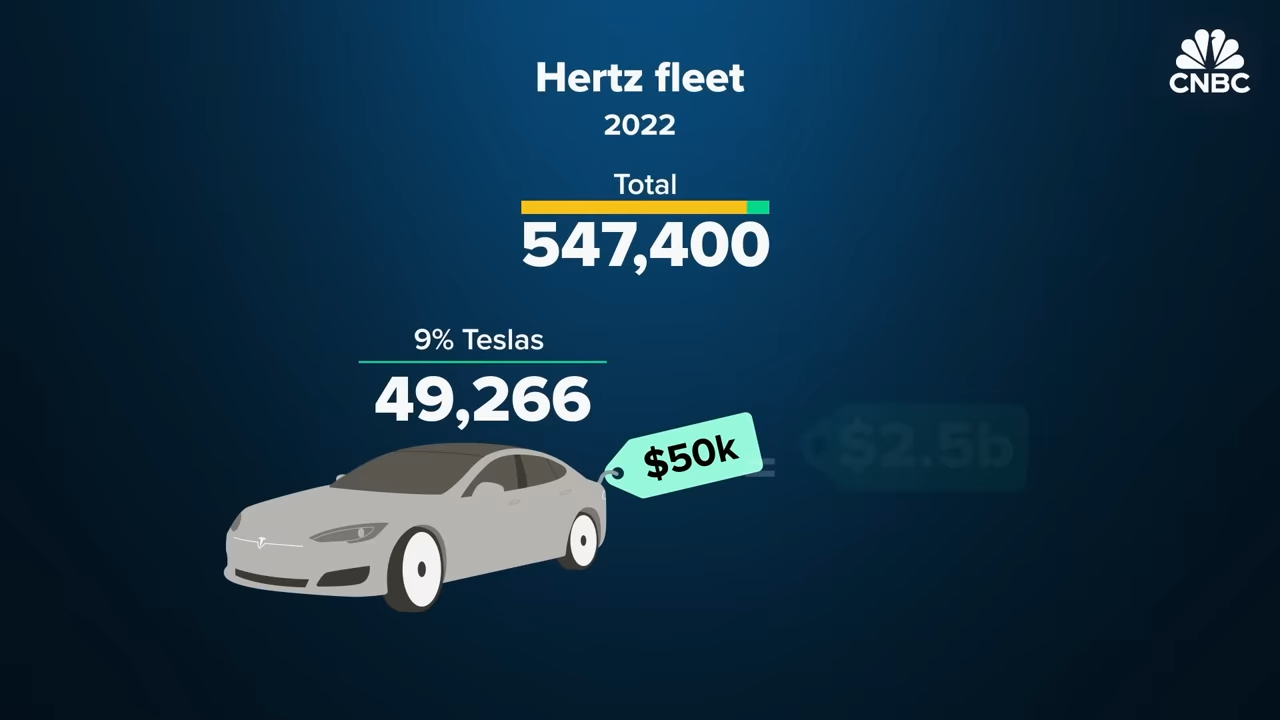 CNBC
Hertz fleet
2022
Total
547,400
9% Teslas
49,266
$50k
=
$2.5b